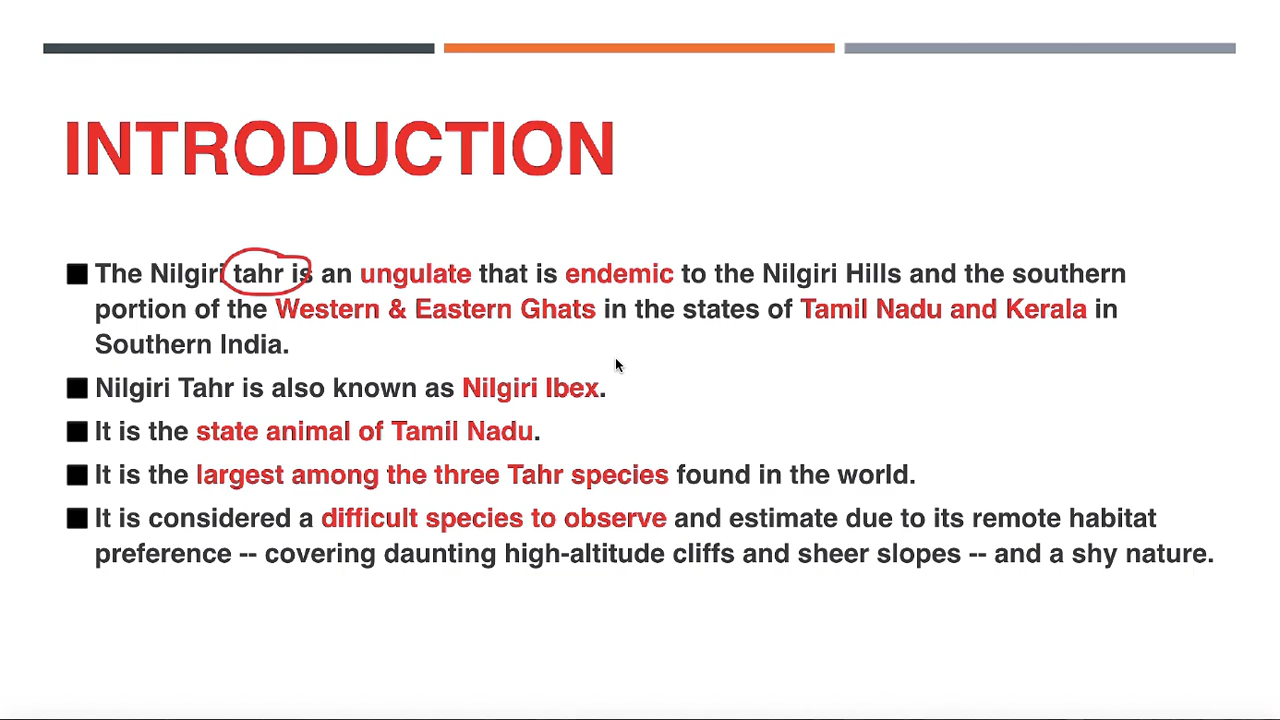 INTRODUCTION
The Nilgiri tahr is an ungulate that is endemic to the Nilgiri Hills and the southern
portion of the Western & Eastern Ghats in the states of Tamil Nadu and Kerala in
Southern India.
Nilgiri Tahr is also known as Nilgiri Ibex.
It is the state animal of Tamil Nadu.
It is the largest among the three Tahr species found in the world.
It is considered a difficult species to observe and estimate due to its remote habitat
preference -- covering daunting high-altitude cliffs and sheer slopes -- and a shy nature.